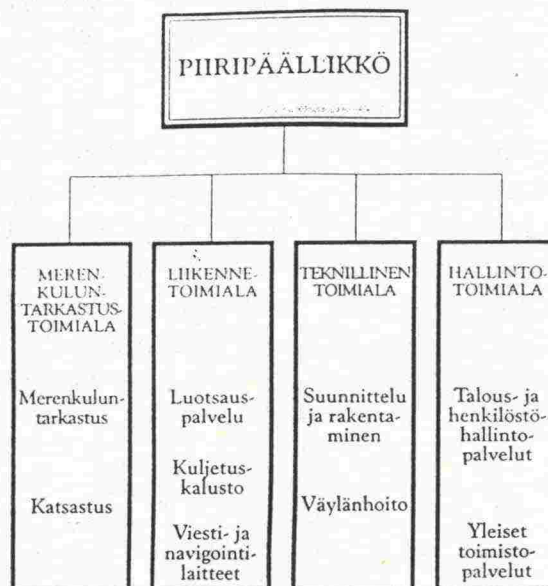 PIIRIPÄÄLLIKKÖ
MEREN-
KULUN-
TARKASTUS-
TOIMIALA
Merenkulun-
tarkastus
Katsastus
LIIKENNE-
TOIMIALA
Luotsaus-
palvelu
Kuljetus-
kalusto
Viesti- ja
navigointi-
laitteet
TEKNILLINEN
TOIMIALA
Suunnittelu
ja rakenta-
minen
Väylänhoito
HALLINTO-
TOIMIALA
Talous- ja
henkilöstö-
hallinto-
palvelut
Yleiset
toimisto-
palvelut